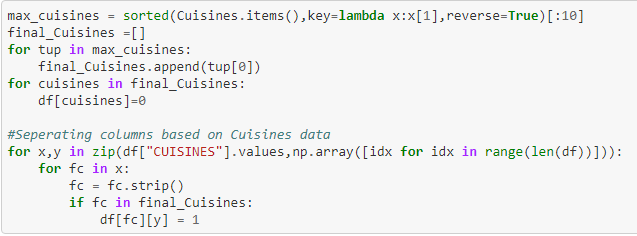 max_cuisines = sorted(Cuisines.items(),key=lambda x:x[1],reverse=True)[:10]
final_Cuisines =[]
for tup in max_cuisines:
    final_Cuisines.append(tup[0])
for cuisines in final_Cuisines:
    df[cuisines]=0

#Seperating columns based on Cuisines data
for x,y in zip(df["CUISINES"].values,np.array([idx for idx in range(len(df))])):
    for fc in x:
        fc = fc.strip()
        if fc in final_Cuisines:
            df[fc][y] = 1